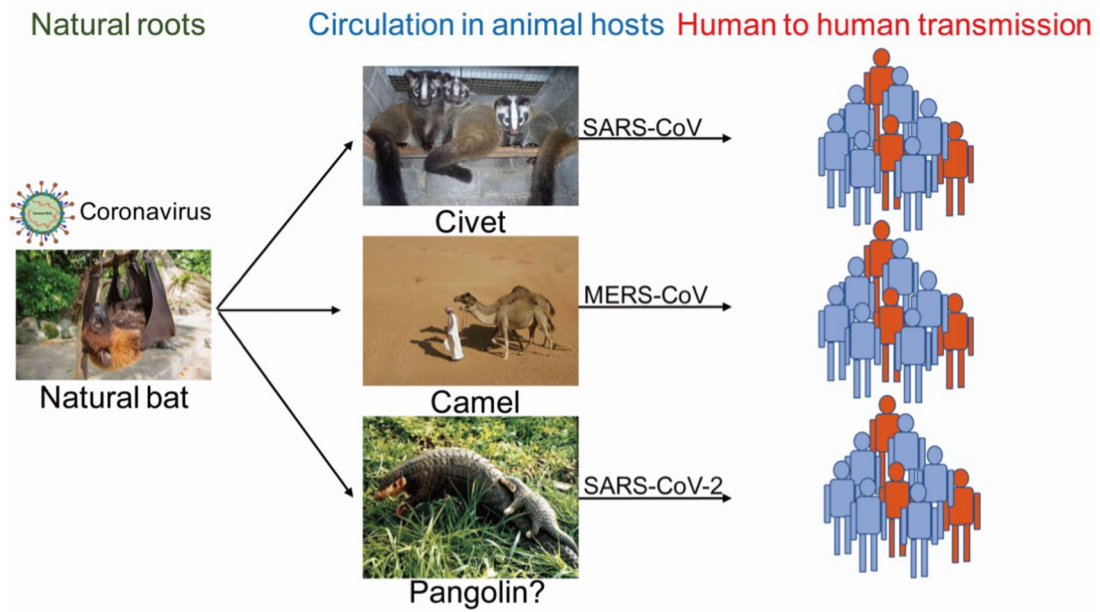 Natural roots
Circulation in animal hosts
Human to human transmission
Coronavirus
Natural bat
Civet
SARS-CoV
Camel
MERS-CoV
Pangolin?
SARS-CoV-2